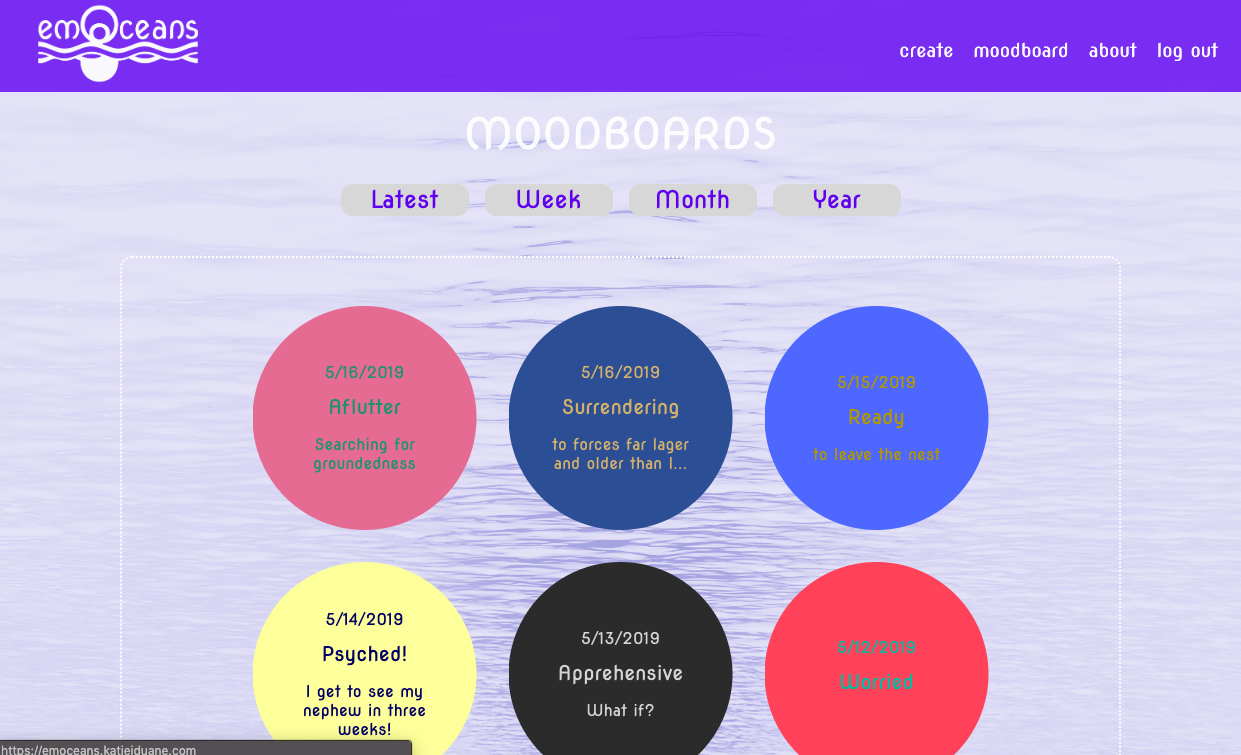 emoceans
create moodboard about log out
MOODBOARDS
Latest Week Month Year
5/16/2019
Aflutter
Searching for
groundedness
5/16/2019
Surrendering
to forces far lager
and older than I...
5/15/2019
Ready
to leave the nest
5/14/2019
Psyched!
I get to see my
nephew in three
weeks!
5/13/2019
Apprehensive
What if?
5/12/2019
Worried
https://emoceans.katiejduane.com